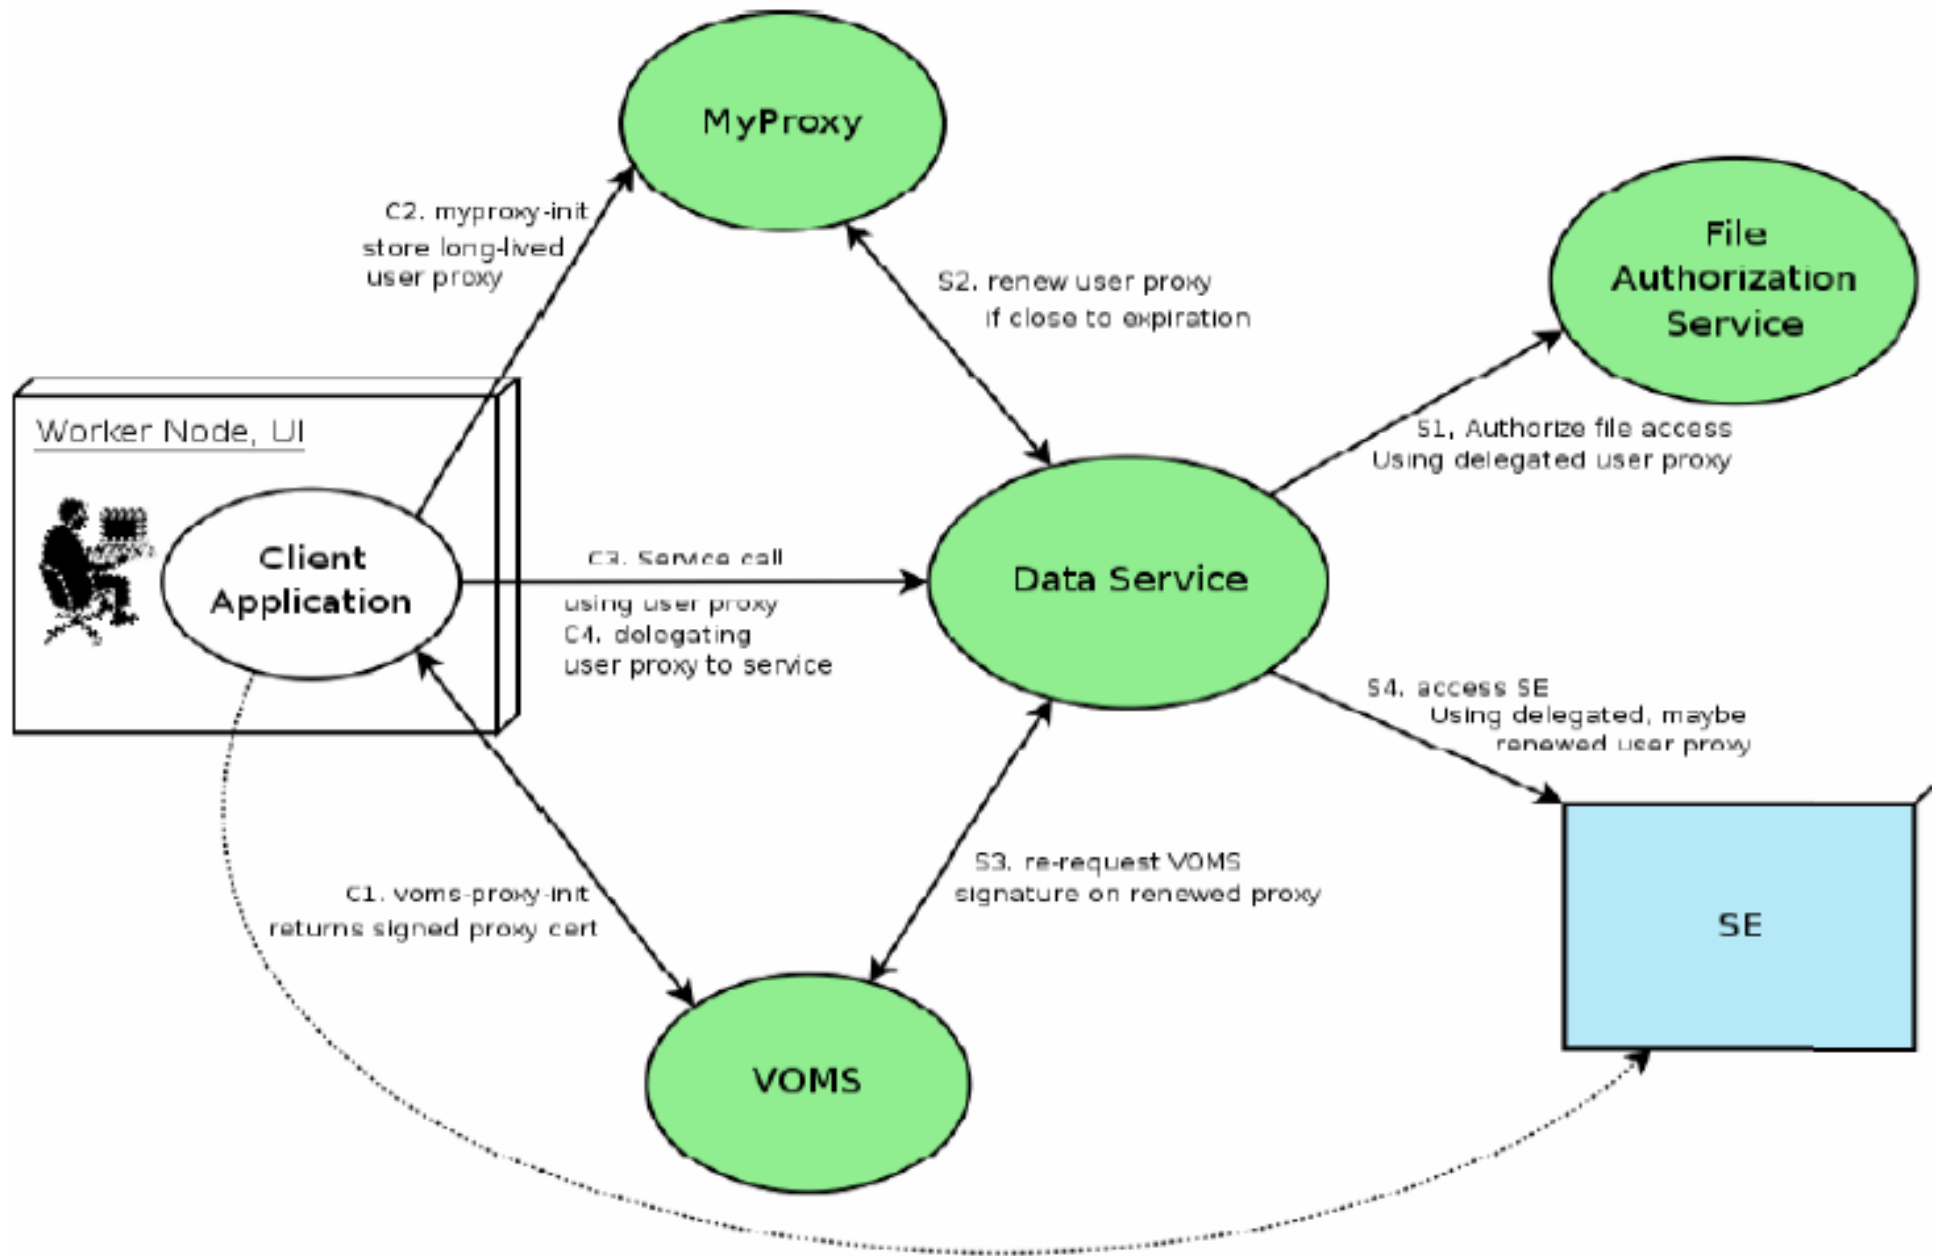 MyProxy
C2. myproxy-init
store long-lived
user proxy
File
Authorization
Service
S2. renew user proxy
if close to expiration
S1, Authorize file access
Using delegated user proxy
Worker Node, UI
Client
Application
C3. Service call
using user proxy
C4. delegating
user proxy to service
Data Service
S4. access SE
Using delegated, maybe
renewed user proxy
C1. voms-proxy-init
returns signed proxy cert
S3. re-request VOMS
signature on renewed proxy
SE
VOMS